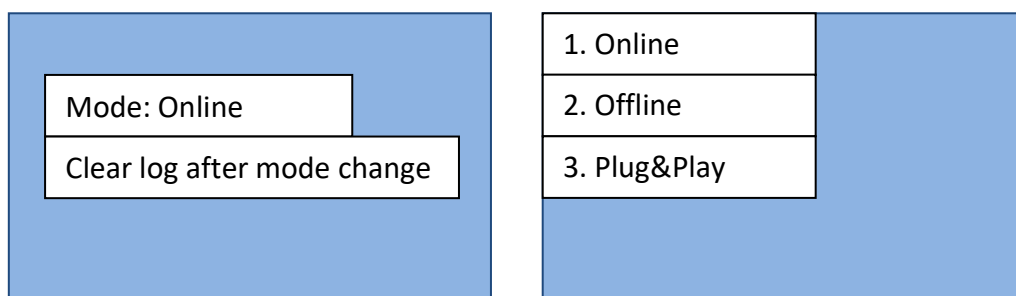 Mode: Online
Clear log after mode change
1. Online
2. Offline
3. Plug&Play